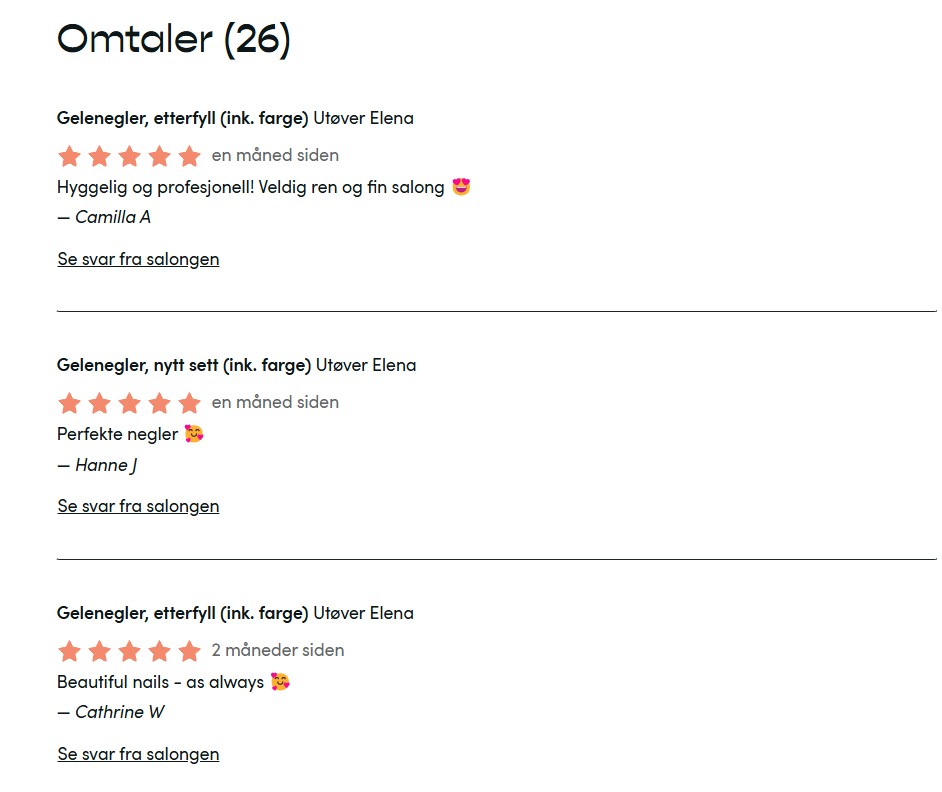 Omtaler (26)
Gelenegler, etterfyll (ink. farge) Utøver Elena
en måned siden
Hyggelig og profesjonell! Veldig ren og fin salong 😍
— Camilla A
Se svar fra salongen
Gelenegler, nytt sett (ink. farge) Utøver Elena
en måned siden
Perfekte negler 🥰
— Hanne J
Se svar fra salongen
Gelenegler, etterfyll (ink. farge) Utøver Elena
2 måneder siden
Beautiful nails - as always 🥰
— Cathrine W
Se svar fra salongen